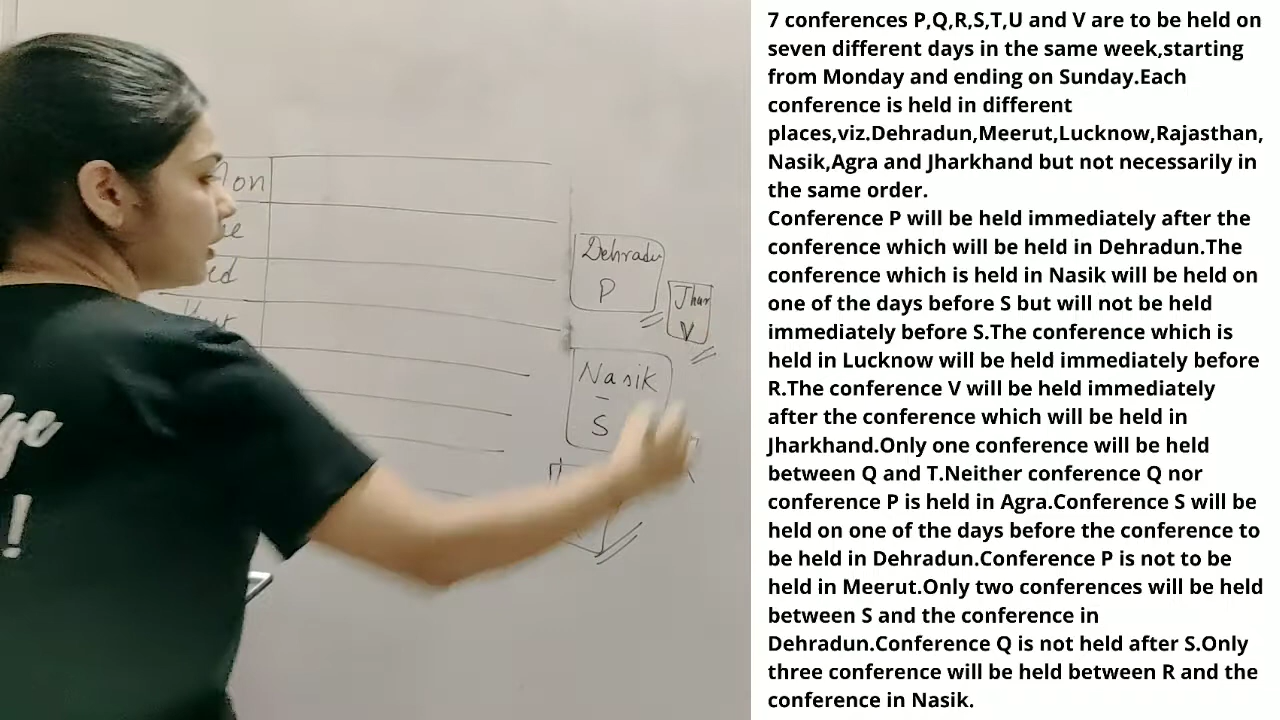 7 conferences P,Q,R,S,T,U and V are to be held on
seven different days in the same week,starting
from Monday and ending on Sunday.Each
conference is held in different
places,viz.Dehradun,Meerut,Lucknow,Rajasthan,
Nasik,Agra and Jharkhand but not necessarily in
the same order.
Conference P will be held immediately after the
conference which will be held in Dehradun.The
conference which is held in Nasik will be held on
one of the days before S but will not be held
immediately before S.The conference which is
held in Lucknow will be held immediately before
R.The conference V will be held immediately
after the conference which will be held in
Jharkhand.Only one conference will be held
between Q and T.Neither conference Q nor
conference P is held in Agra.Conference S will be
held on one of the days before the conference to
be held in Dehradun.Conference P is not to be
held in Meerut.Only two conferences will be held
between S and the conference in
Dehradun.Conference Q is not held after S.Only
three conference will be held between R and the
conference in Nasik.
on
Dehradu
P
Jhar
V
Nasik
S
!